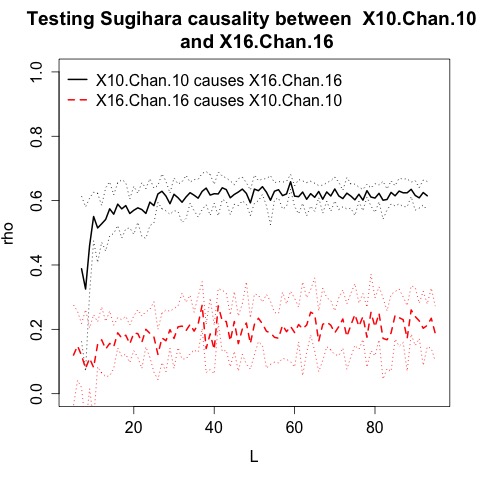 Testing Sugihara causality between X10.Chan.10
and X16.Chan.16
X10.Chan.10 causes X16.Chan.16
X16.Chan.16 causes X10.Chan.10
rho
1.0
0.8
0.6
0.4
0.2
0.0
20 40 60 80
L